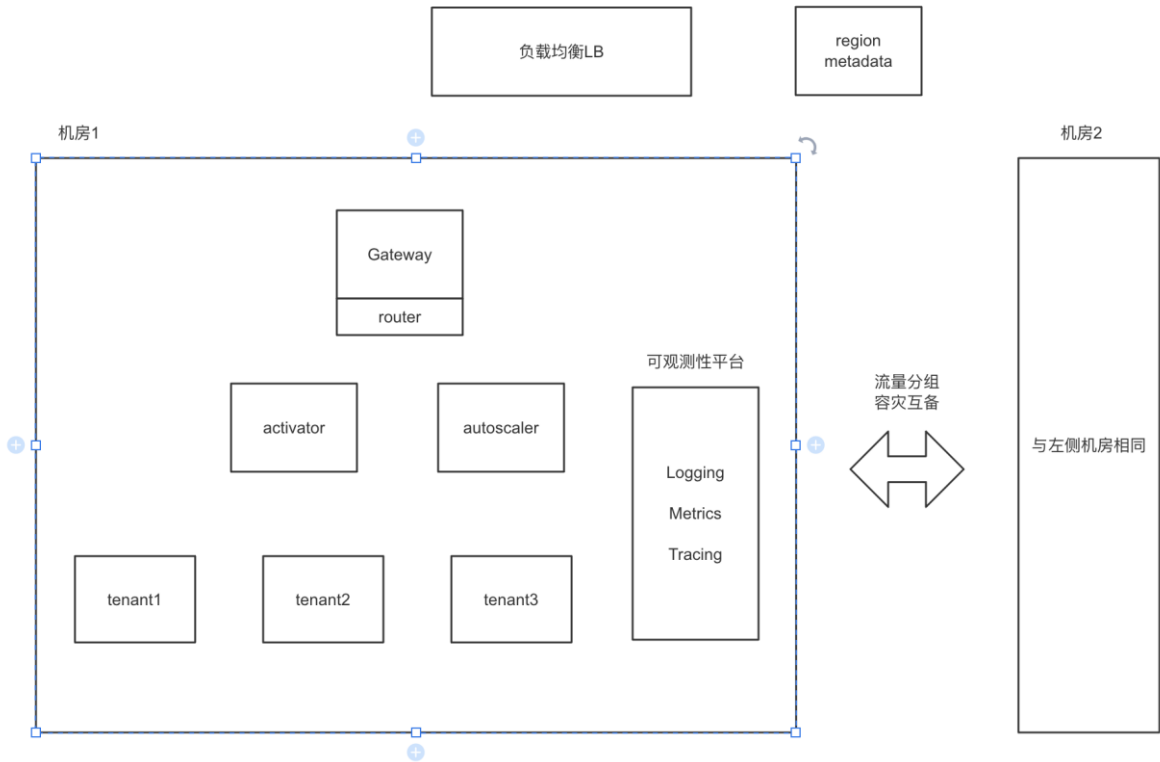 负载均衡LB
region
metadata
机房1
机房2
Gateway
router
可观测性平台
流量分组
容灾互备
activator
autoscaler
与左侧机房相同
Logging
Metrics
Tracing
tenant1
tenant2
tenant3